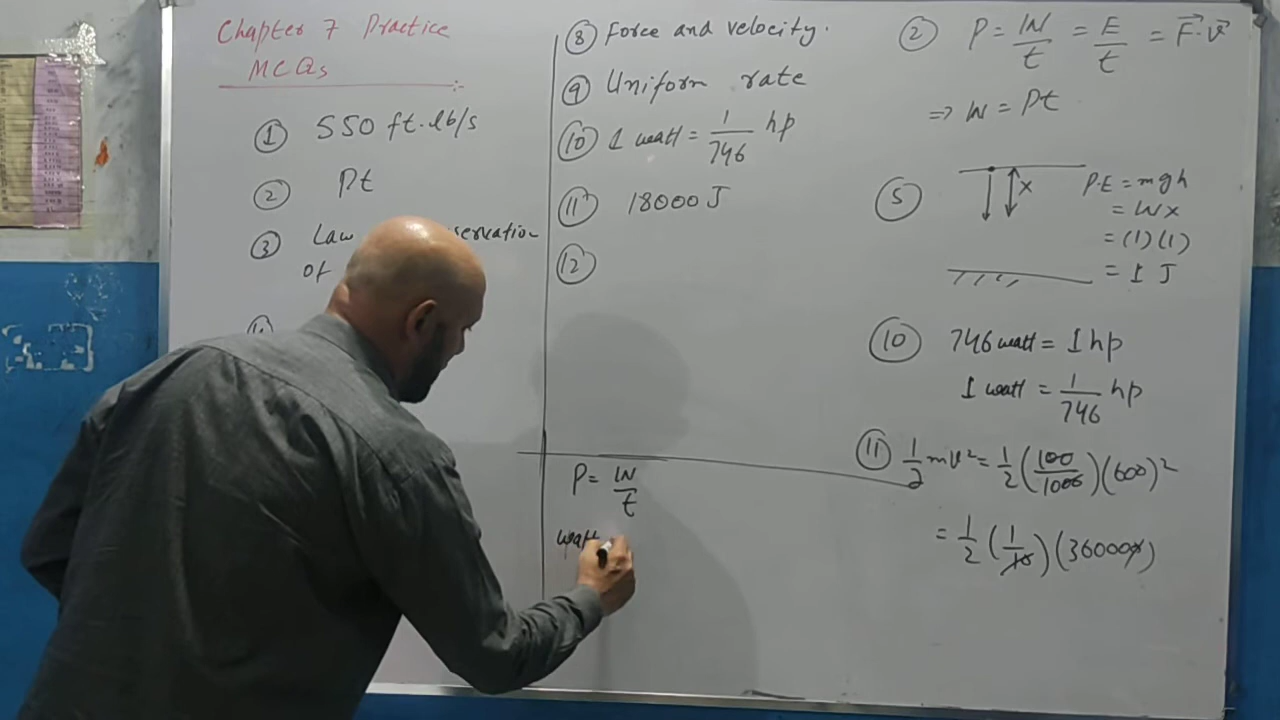 Chapter 7 Practice
MCQs
① 550 ft.lb/s
② Pt
③ Law servation
of
④
⑧ Force and velocity.
⑨ Uniform rate
⑩ 1 watt = 1/746 hp
⑪ 18000 J
⑫
P = W/t
watt
② P = W/t = E/t = F⃗·v⃗
⇒ W = Pt
⑤ x P.E = mgh
= Wx
= (1)(1)
= 1 J
⑩ 746 watt = 1 hp
1 watt = 1/746 hp
⑪ 1/2 mv² = 1/2 (100/1000)(600)²
= 1/2 (1/10)(360000)